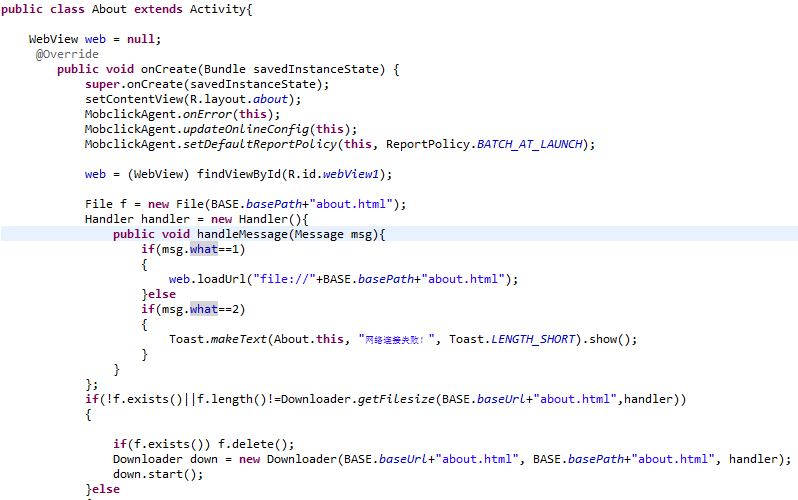 public class About extends Activity{
WebView web = null;
@Override
public void onCreate(Bundle savedInstanceState) {
super.onCreate(savedInstanceState);
setContentView(R.layout.about);
MobclickAgent.onError(this);
MobclickAgent.updateOnlineConfig(this);
MobclickAgent.setDefaultReportPolicy(this, ReportPolicy.BATCH_AT_LAUNCH);
web = (WebView) findViewById(R.id.webView1);
File f = new File(BASE.basePath+"about.html");
Handler handler = new Handler(){
public void handleMessage(Message msg){
if(msg.what==1)
{
web.loadUrl("file://"+BASE.basePath+"about.html");
}else
if(msg.what==2)
{
Toast.makeText(About.this, "网络连接失败!", Toast.LENGTH_SHORT).show();
}
}
};
if(!f.exists()||f.length()!=Downloader.getFilesize(BASE.baseUrl+"about.html",handler))
{
if(f.exists()) f.delete();
Downloader down = new Downloader(BASE.baseUrl+"about.html", BASE.basePath+"about.html", handler);
down.start();
}else